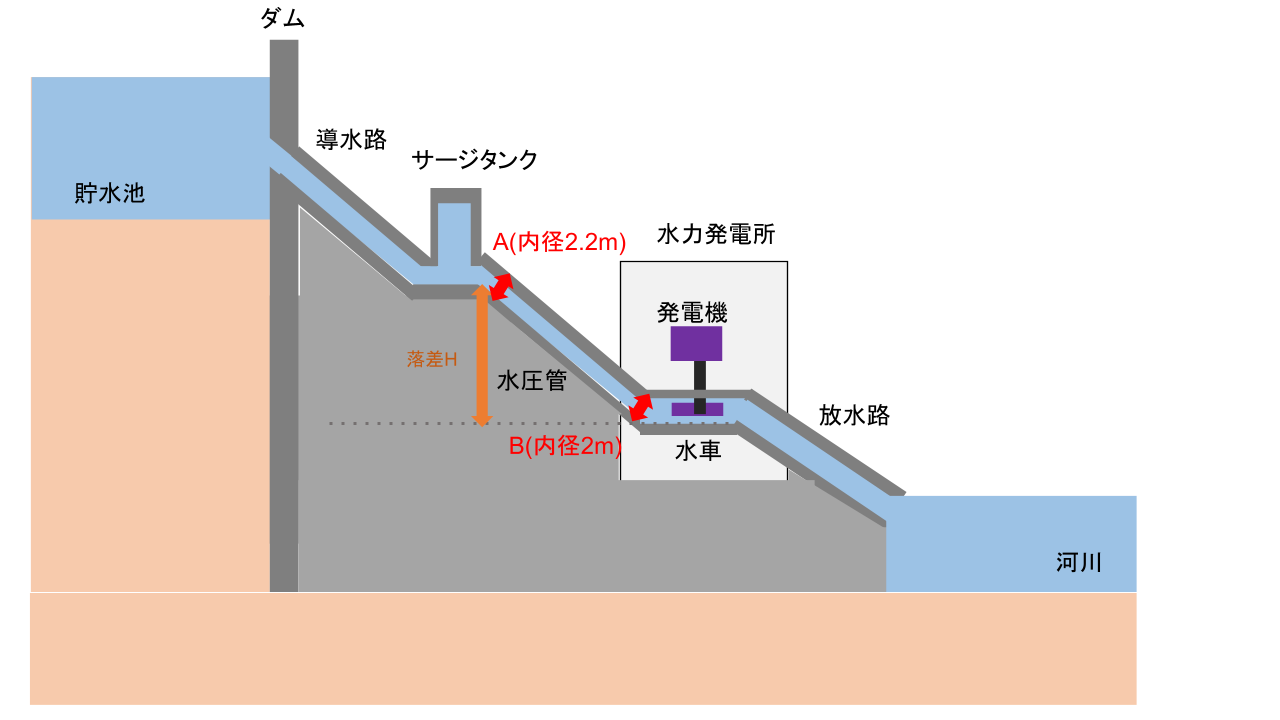 ダム
導水路
サージタンク
貯水池
A(内径2.2m)
水力発電所
発電機
落差H
水圧管
放水路
B(内径2m)
水車
河川